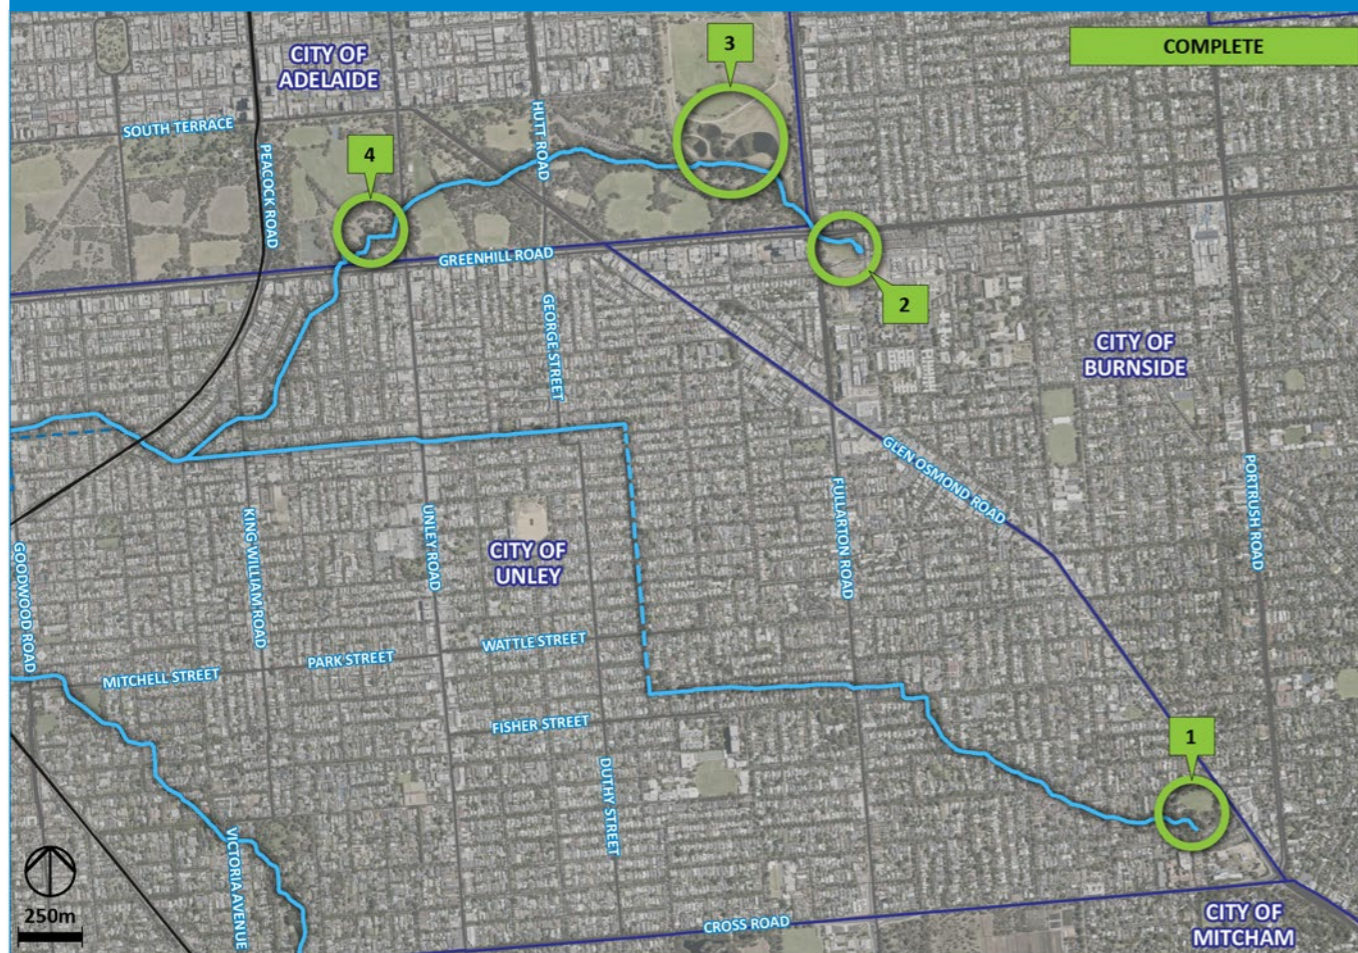 COMPLETE
3
CITY OF
ADELAIDE
SOUTH TERRACE
HUTT ROAD
4
PEACOCK ROAD
GREENHILL ROAD
2
GEORGE STREET
CITY OF
BURNSIDE
GLEN OSMOND ROAD
PORTRUSH ROAD
FULLARTON ROAD
UNLEY ROAD
KING WILLIAM ROAD
CITY OF
UNLEY
GOODWOOD ROAD
WATTLE STREET
PARK STREET
MITCHELL STREET
FISHER STREET
1
DUTHY STREET
VICTORIA AVENUE
250m
CROSS ROAD
CITY OF
MITCHAM